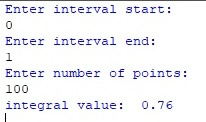 Enter interval start:
0
Enter interval end:
1
Enter number of points:
100
integral value:  0.76